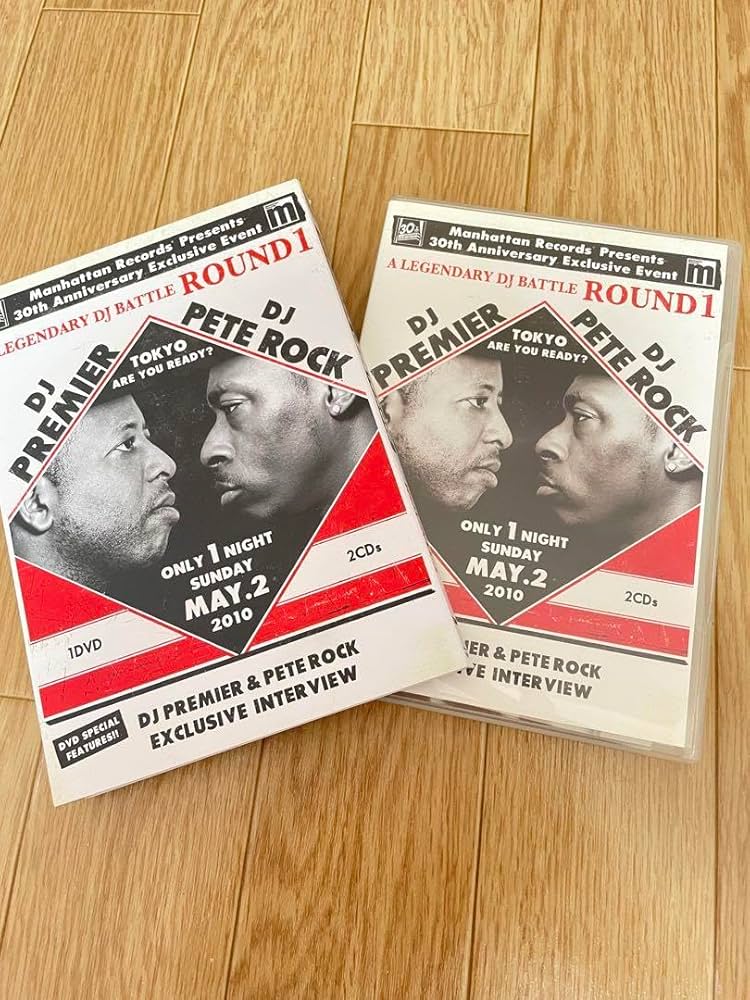 Manhattan Records® Presents
30th Anniversary Exclusive Event
m
LEGENDARY DJ BATTLE ROUND 1
DJ
PREMIER
DJ
PETE ROCK
TOKYO
ARE YOU READY?
ONLY 1 NIGHT
SUNDAY
MAY.2
2010
1DVD
2CDs
DVD SPECIAL
FEATURES!!
DJ PREMIER & PETE ROCK
EXCLUSIVE INTERVIEW
30th
Manhattan Records® Presents
30th Anniversary Exclusive Event
m
A LEGENDARY DJ BATTLE ROUND 1
DJ
PREMIER
DJ
PETE ROCK
TOKYO
ARE YOU READY?
ONLY 1 NIGHT
SUNDAY
MAY.2
2010
2CDs
IER & PETE ROCK
VE INTERVIEW